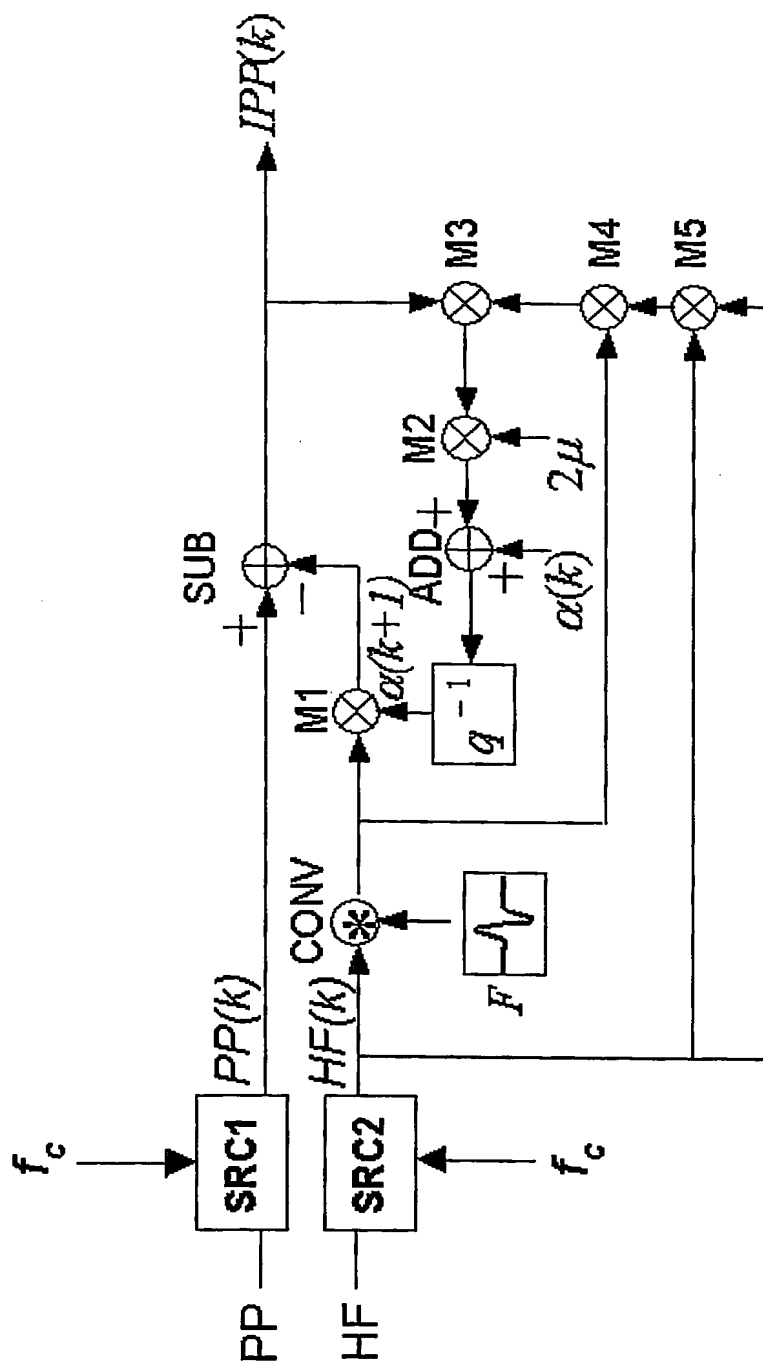 PP
HF
f_c
SRC1
SRC2
f_c
PP(k)
HF(k)
CONV
F
SUB
+
−
M1
α(k+1)
q^{-1}
ADD
+
+
α(k)
M2
2μ
M3
M4
M5
IPP(k)